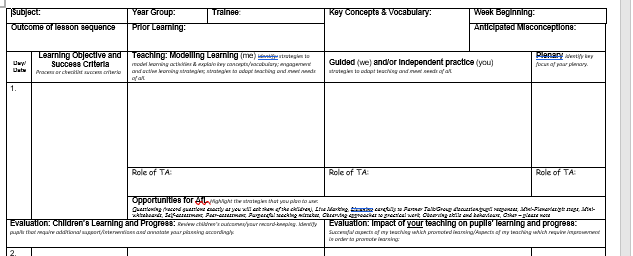 Subject:
Year Group:
Trainee:
Key Concepts & Vocabulary:
Week Beginning:
Outcome of lesson sequence
Prior Learning:
Anticipated Misconceptions:
Day/
Date
Learning Objective and
Success Criteria
Process or checklist success criteria
Teaching: Modelling Learning (me) Identify strategies to
model learning activities & explain key concepts/vocabulary; engagement
and active learning strategies; strategies to adapt teaching and meet needs
of all.
Guided (we) and/or Independent practice (you)
strategies to adapt teaching and meet needs of all.
Plenary Identify key
focus of your plenary.
1.
Role of TA:
Role of TA:
Role of TA:
Opportunities for AfL Highlight the strategies that you plan to use:
Questioning (record questions exactly as you will ask them of the children), Live Marking, Listening carefully to Partner Talk/Group discussion/pupil responses, Mini-Plenaries/pit stops, Mini-
whiteboards, Self-assessment, Peer-assessment, Purposeful teaching mistakes, Observing approaches to practical work, Observing skills and behaviours, Other – please note
Evaluation: Children's Learning and Progress: Review children's outcomes/your record-keeping. Identify
pupils that require additional support/interventions and annotate your planning accordingly.
Evaluation: Impact of your teaching on pupils' learning and progress:
Successful aspects of my teaching which promoted learning/Aspects of my teaching which require improvement
in order to promote learning:
2.